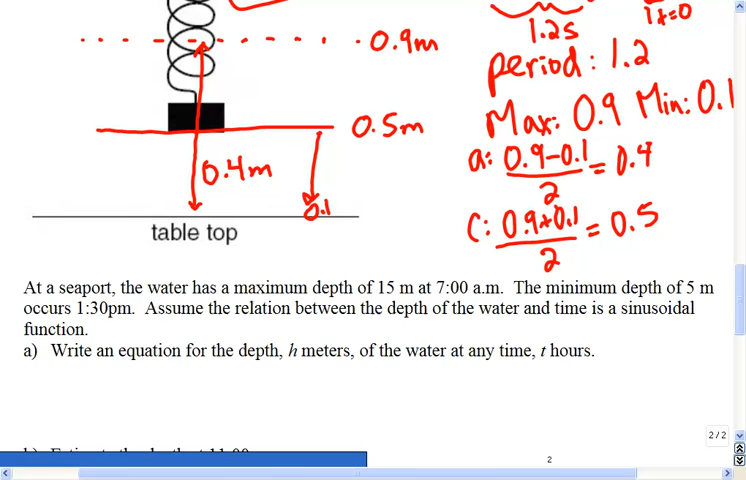 1.2s
1t=0
0.9m
period: 1.2
Max: 0.9 Min: 0.1
0.5m
a: 0.9-0.1 = 0.4
2
0.4m
0.1
C: 0.9+0.1 = 0.5
2
table top
At a seaport, the water has a maximum depth of 15 m at 7:00 a.m. The minimum depth of 5 m
occurs 1:30pm. Assume the relation between the depth of the water and time is a sinusoidal
function.
a) Write an equation for the depth, h meters, of the water at any time, t hours.
2 / 2
2